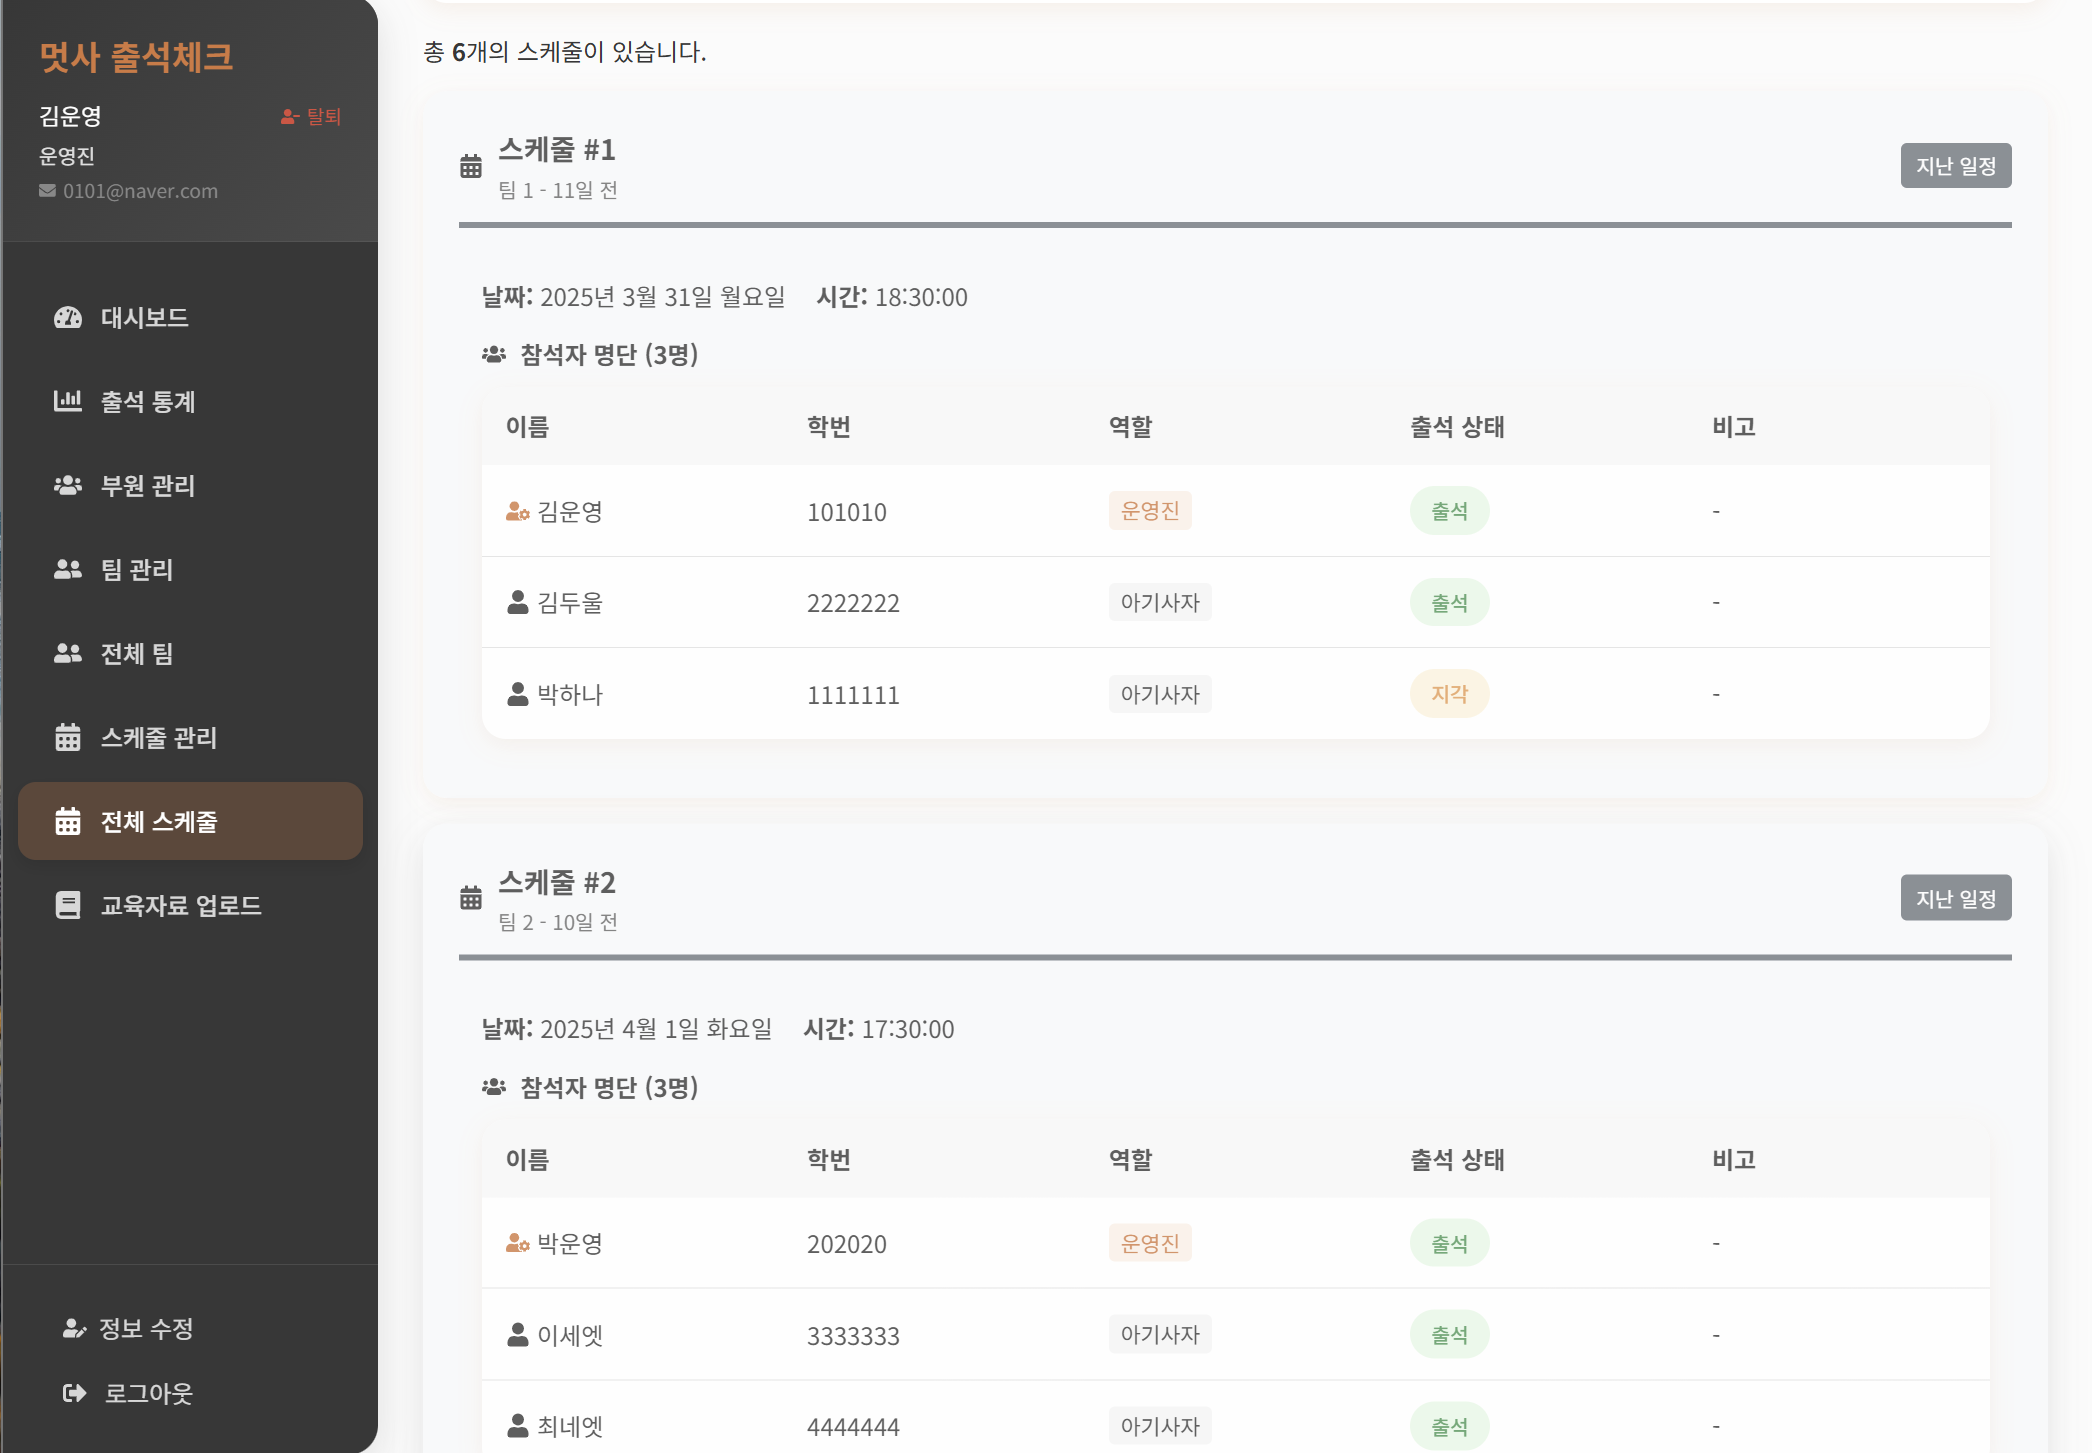 멋사 출석체크
김운영 탈퇴
운영진
0101@naver.com
대시보드
출석 통계
부원 관리
팀 관리
전체 팀
스케줄 관리
전체 스케줄
교육자료 업로드
정보 수정
로그아웃
총 6개의 스케줄이 있습니다.
스케줄 #1
팀 1 - 11일 전
지난 일정
날짜: 2025년 3월 31일 월요일 시간: 18:30:00
참석자 명단 (3명)
이름 학번 역할 출석 상태 비고
김운영 101010 운영진 출석 -
김두울 2222222 아기사자 출석 -
박하나 1111111 아기사자 지각 -
스케줄 #2
팀 2 - 10일 전
지난 일정
날짜: 2025년 4월 1일 화요일 시간: 17:30:00
참석자 명단 (3명)
이름 학번 역할 출석 상태 비고
박운영 202020 운영진 출석 -
이세엣 3333333 아기사자 출석 -
최네엣 4444444 아기사자 출석 -